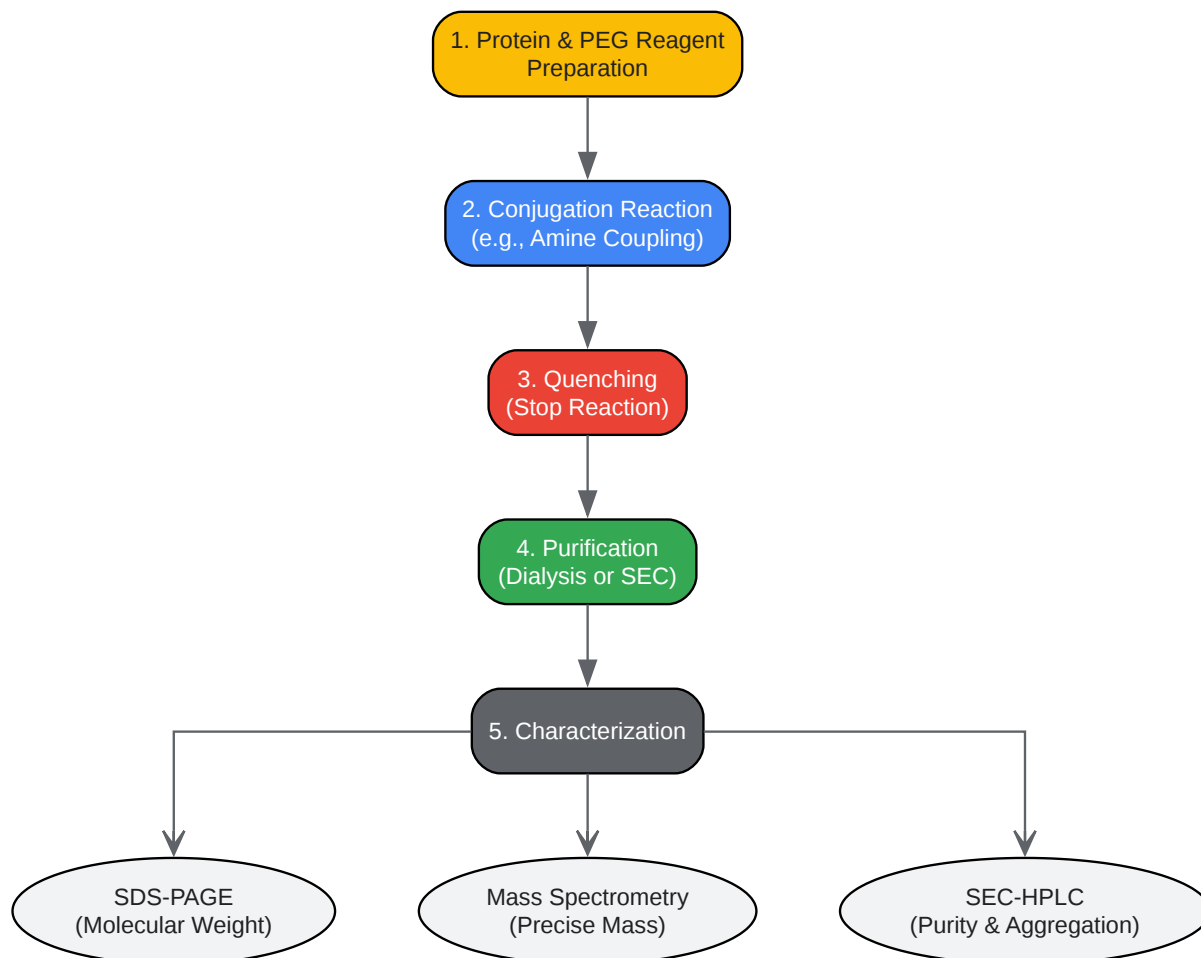 1. Protein & PEG Reagent
Preparation
2. Conjugation Reaction
(e.g., Amine Coupling)
3. Quenching
(Stop Reaction)
4. Purification
(Dialysis or SEC)
5. Characterization
SDS-PAGE
(Molecular Weight)
Mass Spectrometry
(Precise Mass)
SEC-HPLC
(Purity & Aggregation)